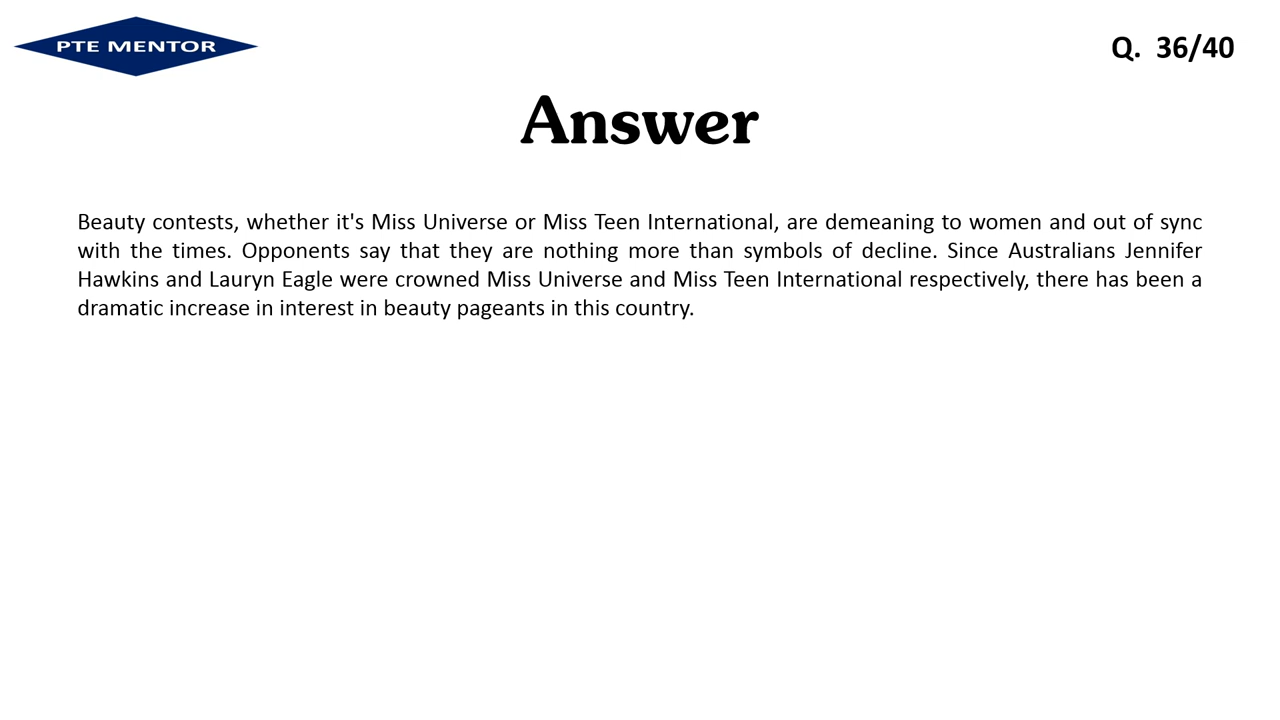 PTE MENTOR
Q. 36/40
Answer
Beauty contests, whether it's Miss Universe or Miss Teen International, are demeaning to women and out of sync
with the times. Opponents say that they are nothing more than symbols of decline. Since Australians Jennifer
Hawkins and Lauryn Eagle were crowned Miss Universe and Miss Teen International respectively, there has been a
dramatic increase in interest in beauty pageants in this country.